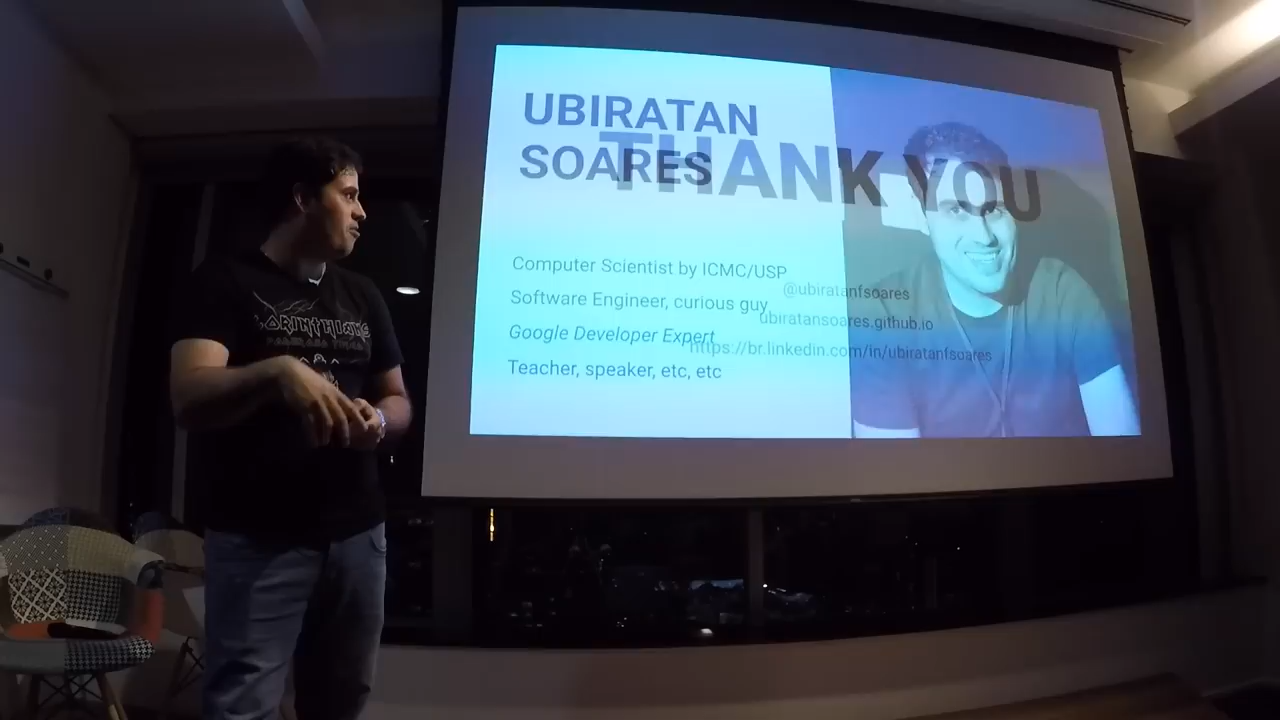 UBIRATAN
SOARES
THANK YOU
Computer Scientist by ICMC/USP
Software Engineer, curious guy
Google Developer Expert
Teacher, speaker, etc, etc
@ubiratanfsoares
ubiratansoares.github.io
https://br.linkedin.com/in/ubiratanfsoares
CORINTHIANS